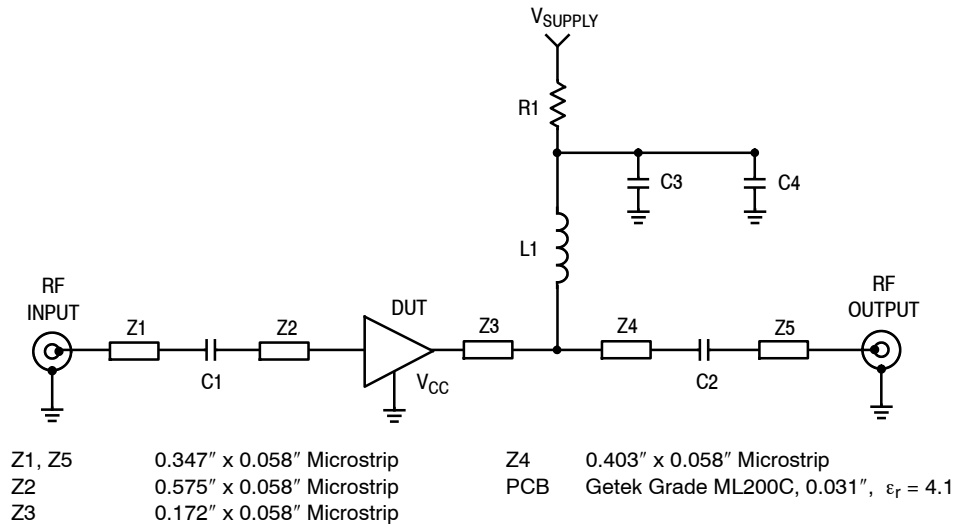 V_SUPPLY
R1
C3
C4
L1
RF
INPUT
RF
OUTPUT
Z1
Z2
DUT
Z3
Z4
Z5
C1
V_CC
C2
Z1, Z5 0.347″ x 0.058″ Microstrip
Z2 0.575″ x 0.058″ Microstrip
Z3 0.172″ x 0.058″ Microstrip
Z4 0.403″ x 0.058″ Microstrip
PCB Getek Grade ML200C, 0.031″, εr = 4.1